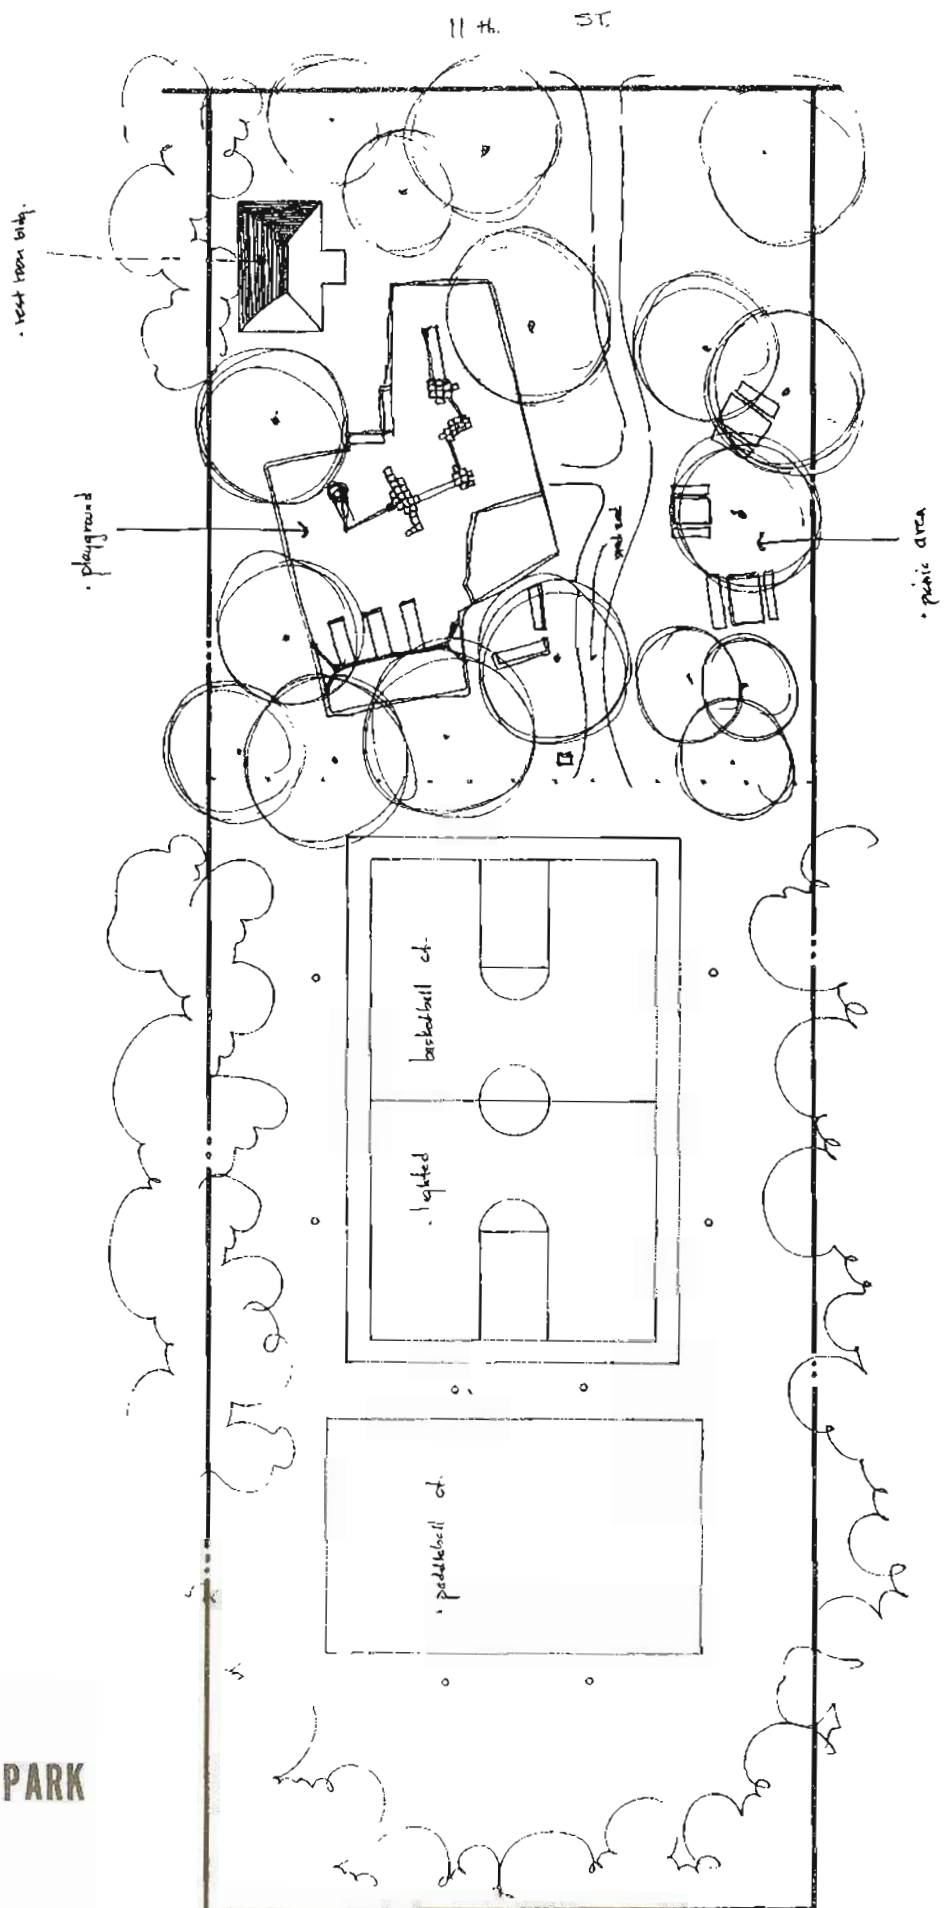 11 th. ST.
. rest room bldg.
. playground
. picnic area
. lighted basketball ct.
. paddleball ct.
PARK